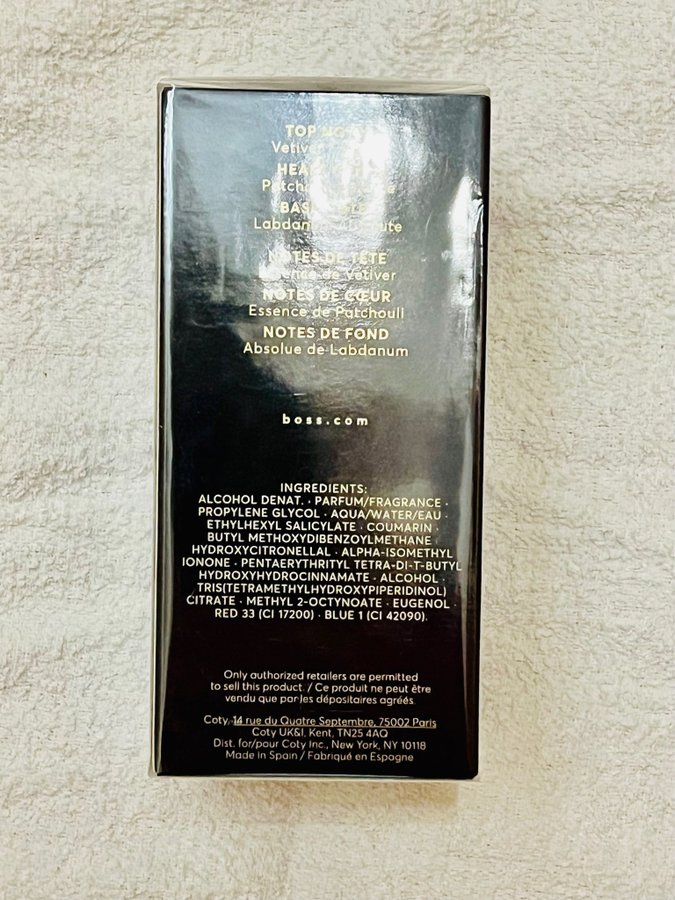 TOP
Vetiver
Labdanum
NOTES DE TÊTE
Essence de Vetiver
NOTES DE CŒUR
Essence de Patchouli
NOTES DE FOND
Absolue de Labdanum
boss.com
INGREDIENTS:
ALCOHOL DENAT. · PARFUM/FRAGRANCE ·
PROPYLENE GLYCOL · AQUA/WATER/EAU ·
ETHYLHEXYL SALICYLATE · COUMARIN ·
BUTYL METHOXYDIBENZOYLMETHANE ·
HYDROXYCITRONELLAL · ALPHA-ISOMETHYL
IONONE · PENTAERYTHRITYL TETRA-DI-T-BUTYL
HYDROXYHYDROCINNAMATE · ALCOHOL ·
TRIS(TETRAMETHYLHYDROXYPIPERIDINOL)
CITRATE · METHYL 2-OCTYNOATE · EUGENOL ·
RED 33 (CI 17200) · BLUE 1 (CI 42090).
Only authorized retailers are permitted
to sell this product. / Ce produit ne peut être
vendu que par les dépositaires agréés.
Coty, 14 rue du Quatre Septembre, 75002 Paris
Coty UK&I, Kent, TN25 4AQ
Dist. for/pour Coty Inc., New York, NY 10118
Made in Spain / Fabriqué en Espagne